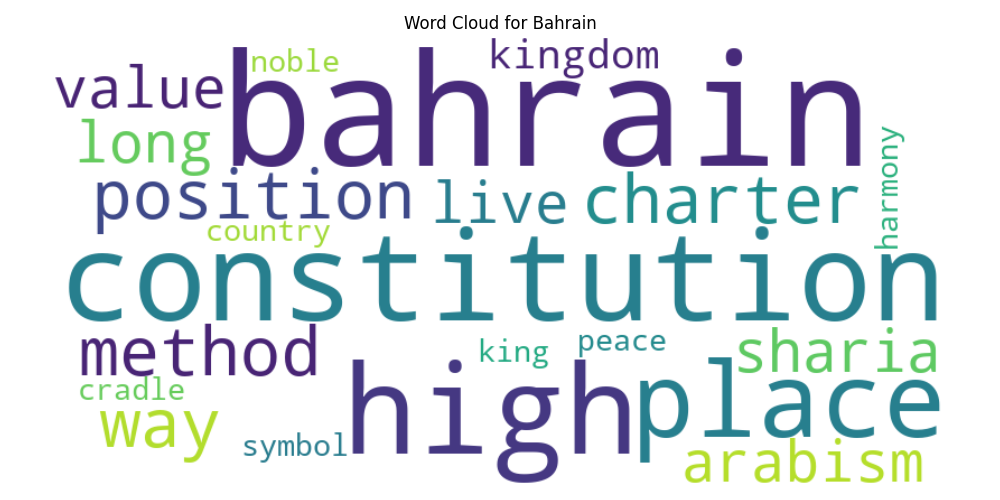 Word Cloud for Bahrain
noble
kingdom
value
bahrain
long
harmony
position
live
charter
country
constitution
method
king
peace
sharia
cradle
high
place
way
symbol
arabism